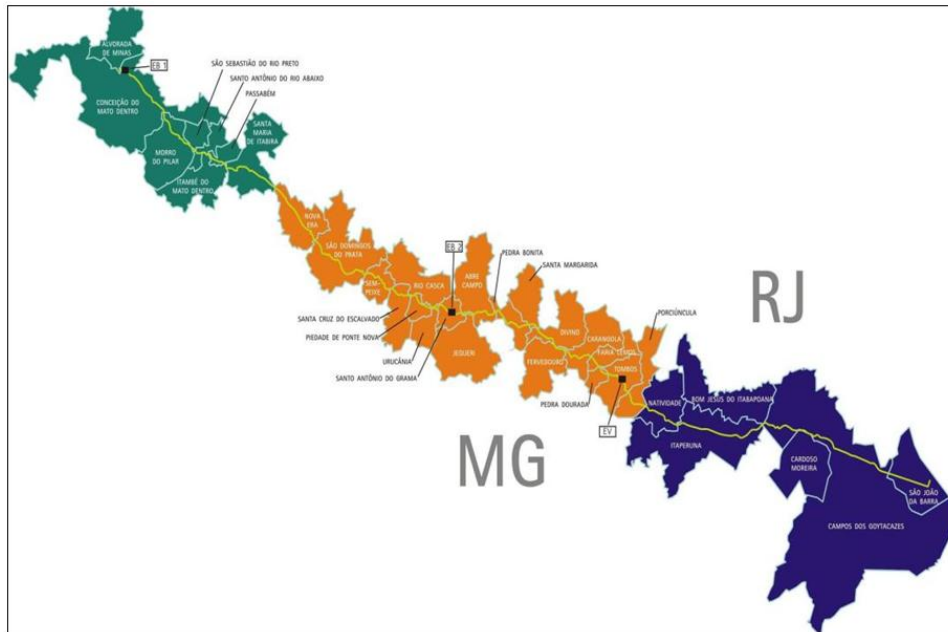 ALVORADA
DE MINAS
EB 1
SÃO SEBASTIÃO DO RIO PRETO
SANTO ANTÔNIO DO RIO ABAIXO
PASSABÉM
CONCEIÇÃO DO
MATO DENTRO
SANTA
MARIA
DE ITABIRA
MORRO
DO PILAR
ITAMBÉ DO
MATO DENTRO
NOVA
ERA
SÃO DOMINGOS
DO PRATA
EB 2
PEDRA BONITA
SANTA MARGARIDA
SEM-
PEIXE
RIO CASCA
ABRE
CAMPO
RJ
SANTA CRUZ DO ESCALVADO
PIEDADE DE PONTE NOVA
URUCÂNIA
SANTO ANTÔNIO DO GRAMA
JEQUERI
DIVINO
CARANGOLA
PORCIÚNCULA
FARIA LEMOS
FERVEDOURO
TOMBOS
PEDRA DOURADA
EV
MG
NATIVIDADE
BOM JESUS DO ITABAPOANA
ITAPERUNA
CARDOSO
MOREIRA
SÃO JOÃO
DA BARRA
CAMPOS DOS GOYTACAZES